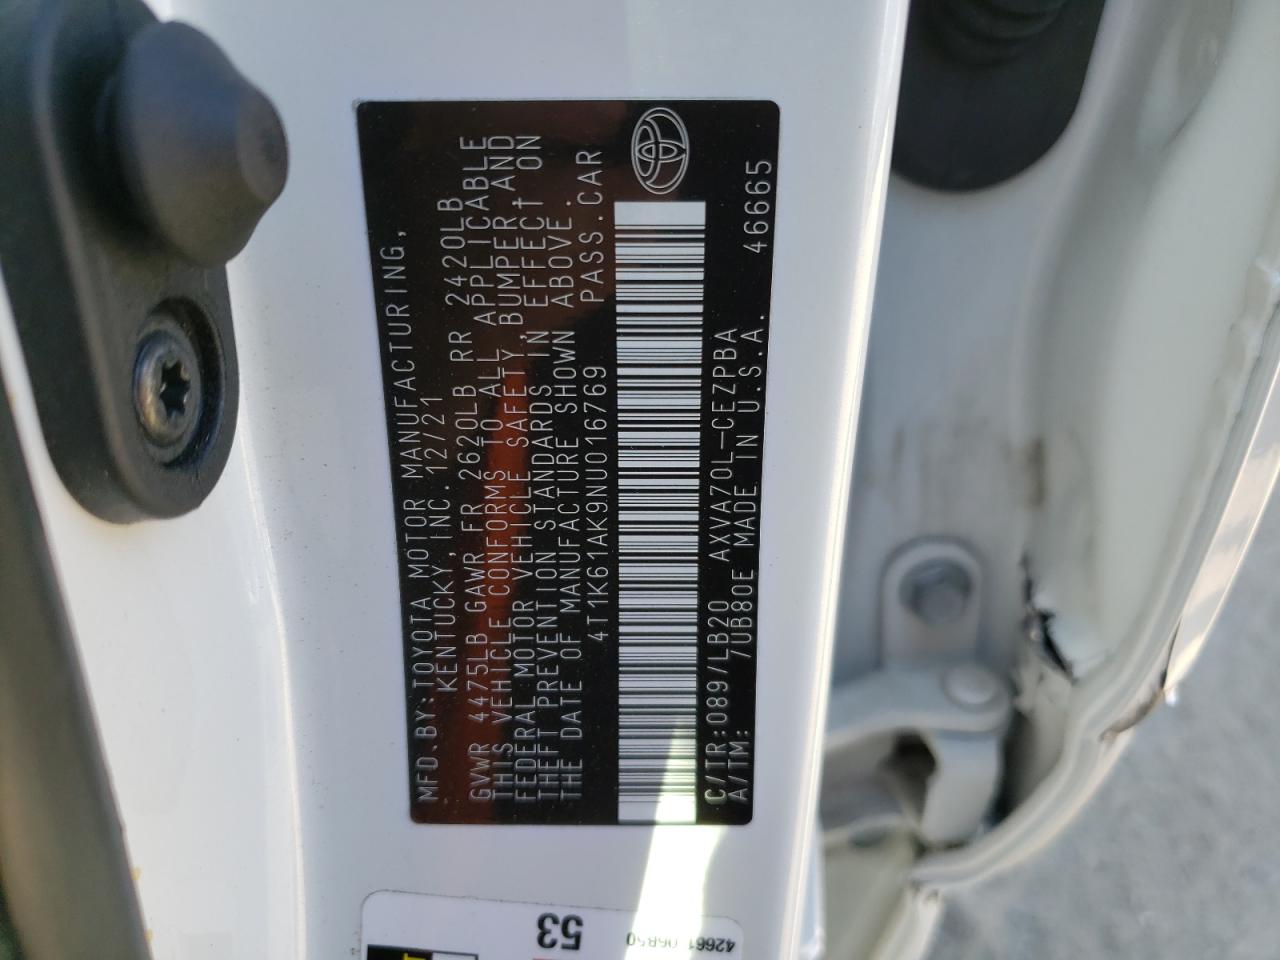 MFD.BY:TOYOTA MOTOR MANUFACTURING,
KENTUCKY, INC. 12/21
GVWR 4475LB GAWR FR 2620LB RR 2420LB
THIS VEHICLE CONFORMS TO ALL APPLICABLE
FEDERAL MOTOR VEHICLE SAFETY,BUMPER,AND
THEFT PREVENTION STANDARDS IN EFFECT ON
THE DATE OF MANUFACTURE SHOWN ABOVE.
4T1K61AK9NU016769 PASS.CAR
C/TR:089/LB20 AXVA70L-CEZPBA 46665
A/TM: 7UB80E MADE IN U.S.A.
53
42661 06B50